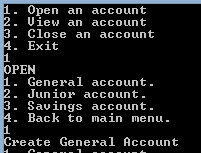 1. Open an account
2. View an account
3. Close an account
4. Exit
1
OPEN
1. General account.
2. Junior account.
3. Savings account.
4. Back to main menu.
1
Create General Account